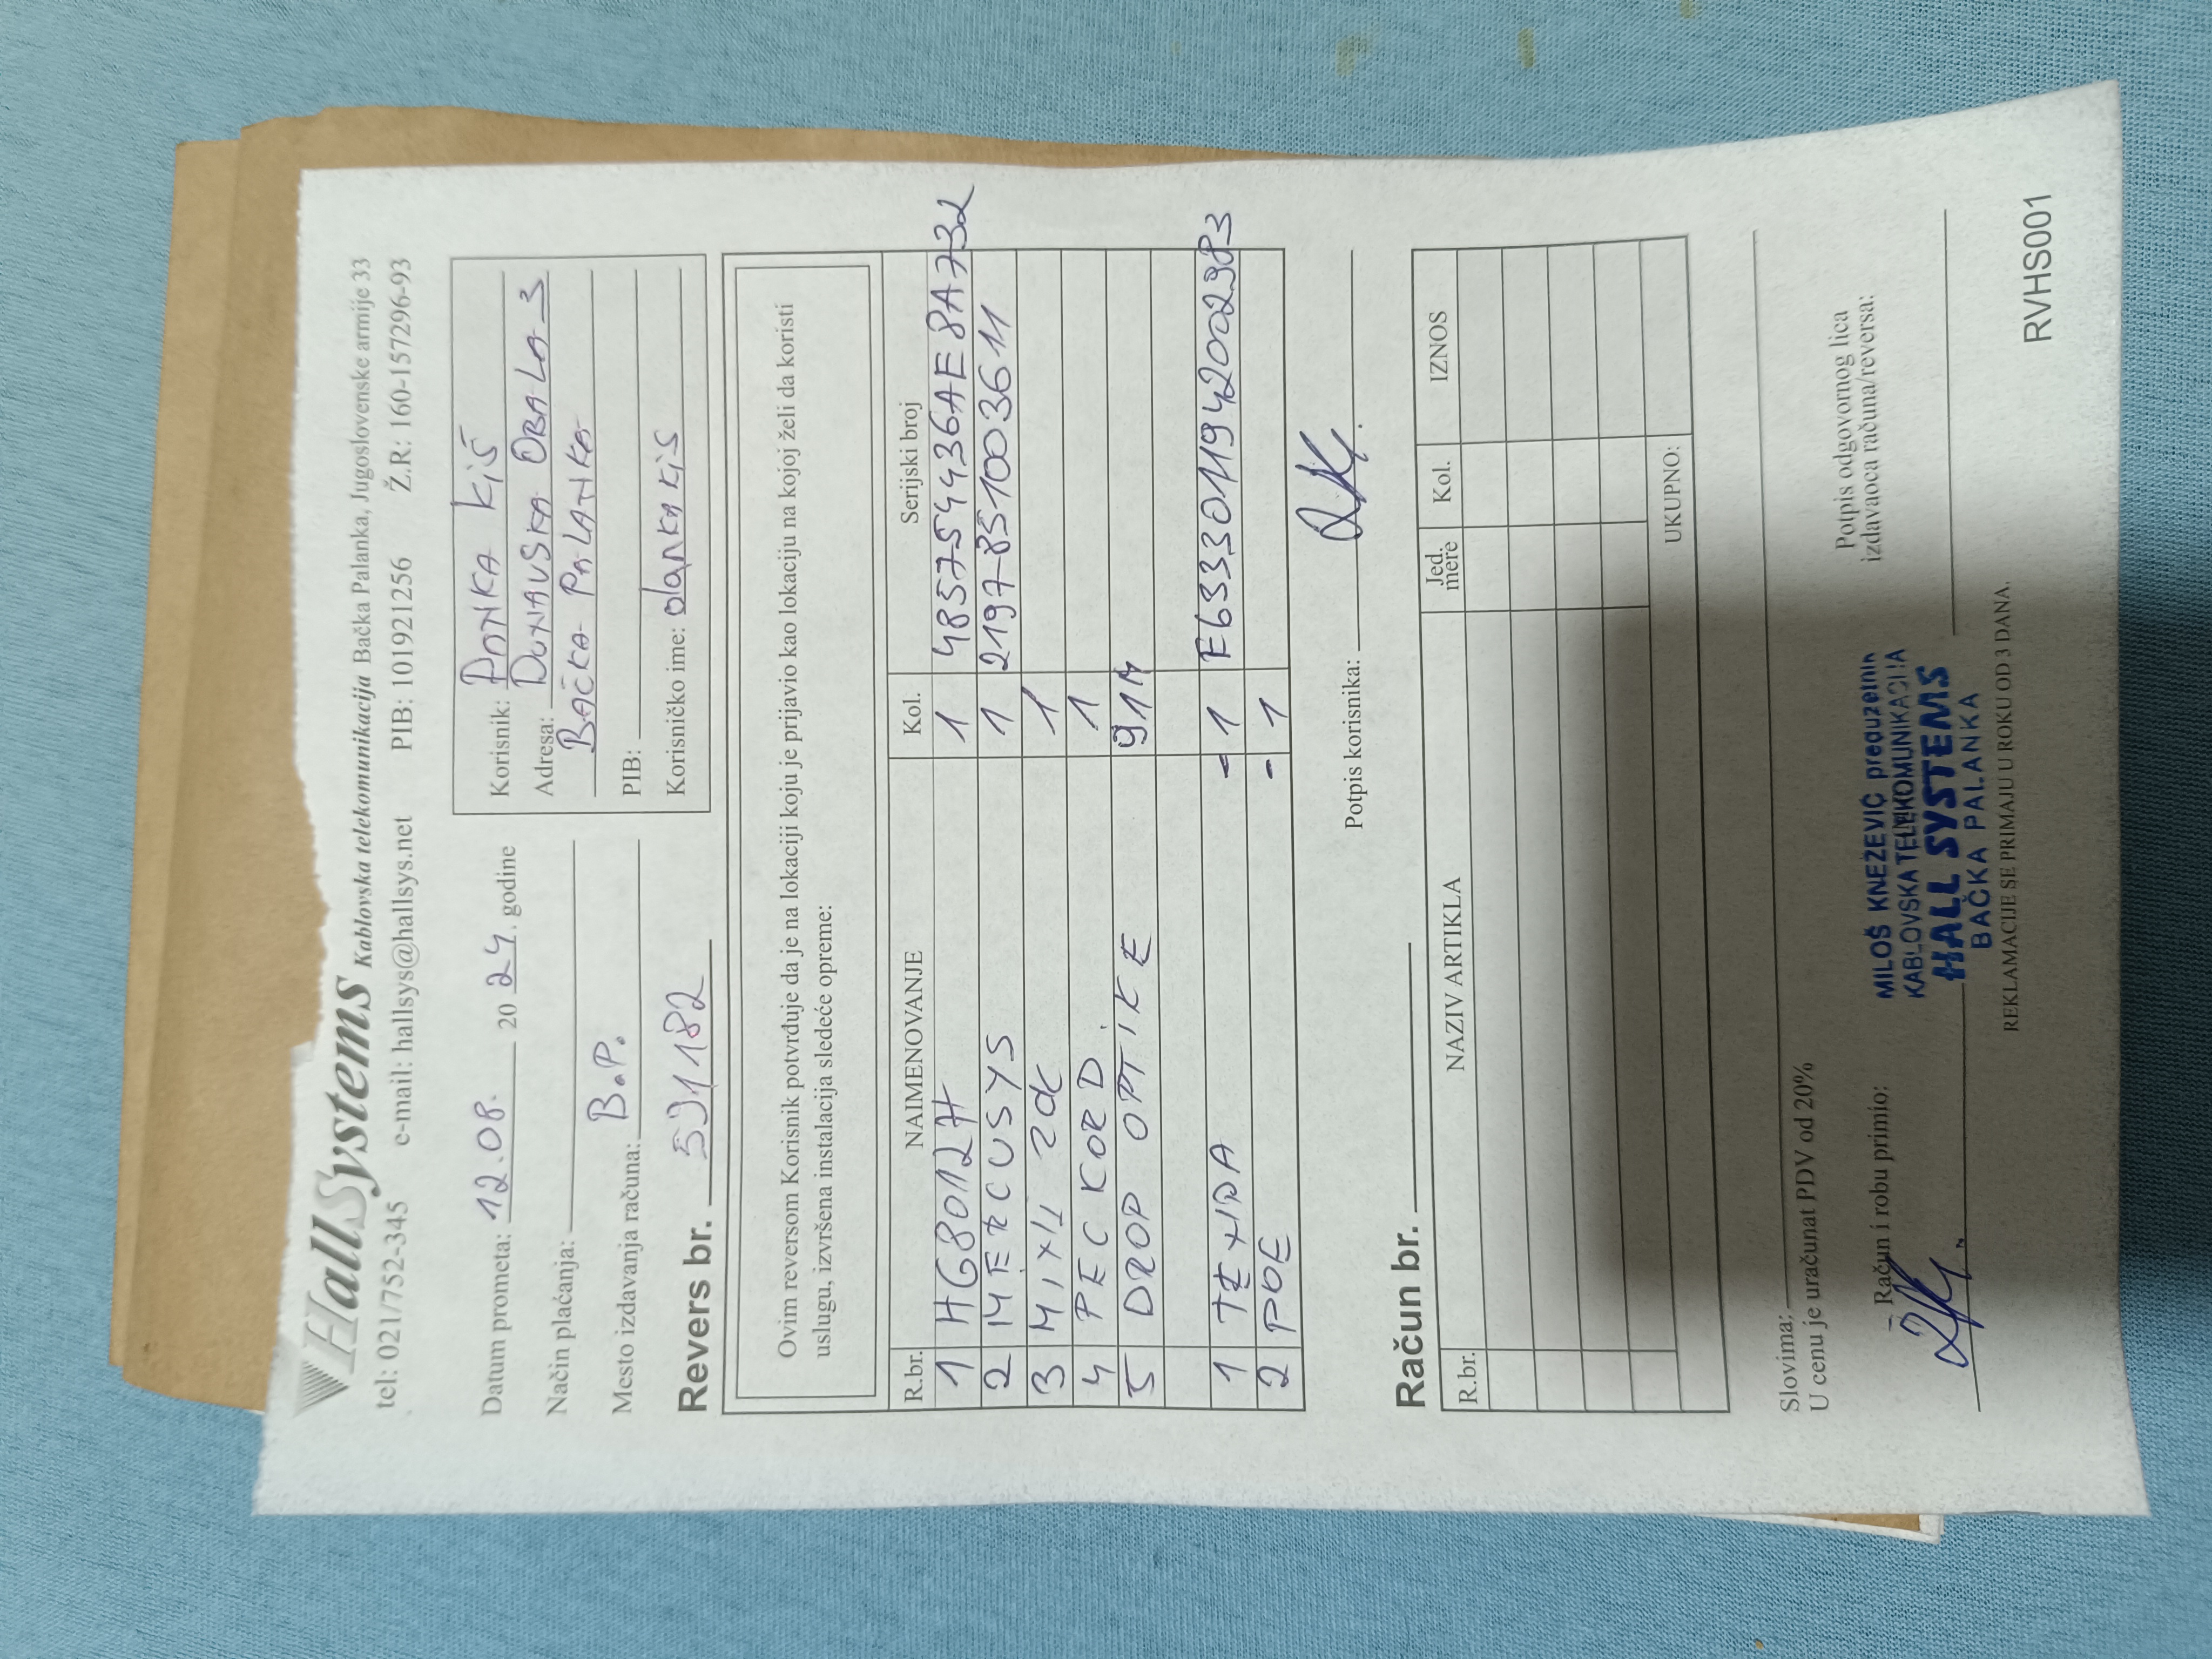 HallSystems Kablovska telekomunikacija Bačka Palanka, Jugoslovenske armije 33
tel: 021/752-345 e-mail: hallsys@hallsys.net PIB: 101921256 Ž.R.: 160-157296-93
Datum prometa: 12.08. 20 24. godine
Način plaćanja:
Mesto izdavanja računa: B.P.
Korisnik: DANKA KiŠ
Adresa: DUNAVSKA OBALA 3
BAČKA PALANKA
PIB:
Korisničko ime: dankakis
Revers br.
Ovim reversom Korisnik potvrđuje da je na lokaciji koju je prijavio kao lokaciju na kojoj želi da koristi
uslugu, izvršena instalacija sledeće opreme:
R.br. NAIMENOVANJE Kol. Serijski broj
1 HG8012H 1 485754436AE8A732
2 MERCUSYS 1 2197851003611
3 MINI ZOK 1
4 PEČ KORD 1
5 DROP OPTIKE 91M
1 TENDA -1 E6333011942002983
2 POE -1
Potpis korisnika:
Račun br.
R.br. NAZIV ARTIKLA Jed. mere Kol. IZNOS
UKUPNO:
Slovima:
U cenu je uračunat PDV od 20%
Račun i robu primio:
Potpis odgovornog lica
izdavaoca računa/reversa:
MILOŠ KNEŽEVIĆ preduzetnik
KABLOVSKA TELEKOMUNIKACIJA
HALL SYSTEMS
BAČKA PALANKA
REKLAMACIJE SE PRIMAJU U ROKU OD 3 DANA.
RVHS001